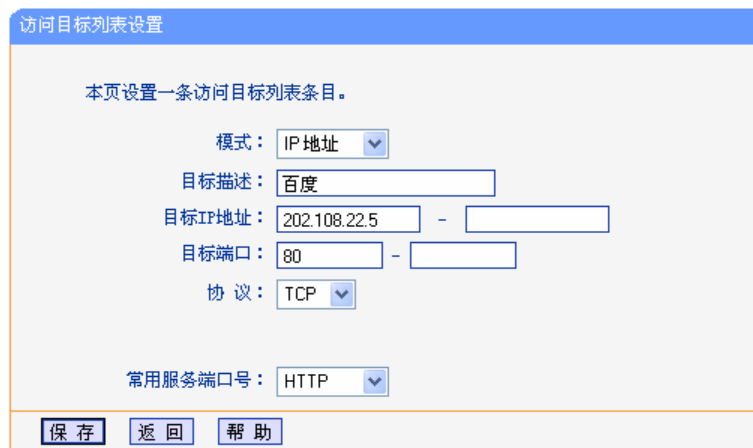 访问目标列表设置
本页设置一条访问目标列表条目。
模式： IP地址
目标描述： 百度
目标IP地址： 202.108.22.5 -
目标端口： 80 -
协 议： TCP
常用服务端口号： HTTP
保 存 返 回 帮 助